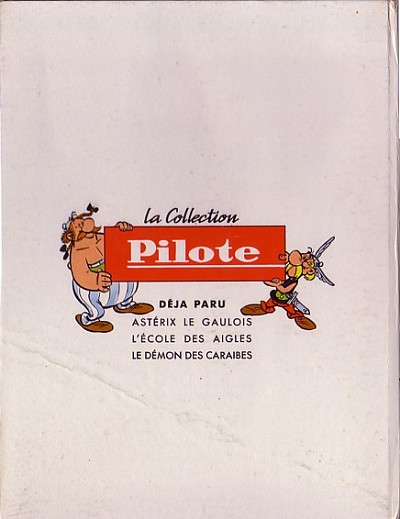 la Collection
Pilote
DÉJA PARU
ASTÉRIX LE GAULOIS
L'ÉCOLE DES AIGLES
LE DÉMON DES CARAIBES